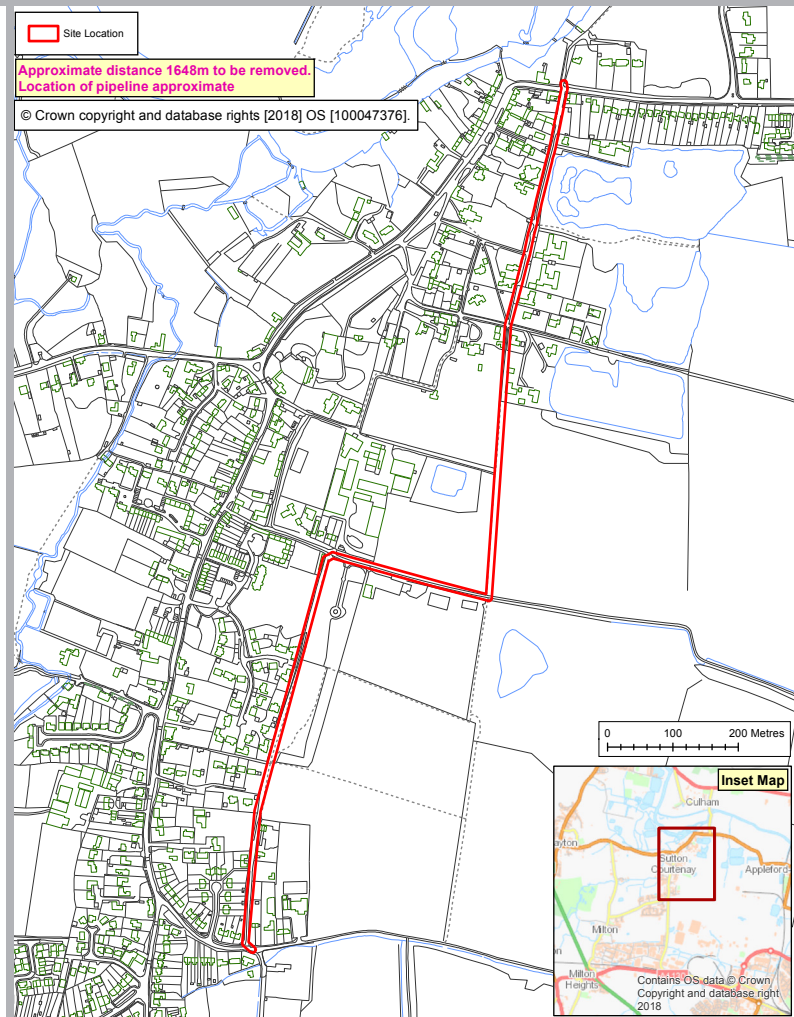 Site Location
Approximate distance 1648m to be removed.
Location of pipeline approximate
© Crown copyright and database rights [2018] OS [100047376].
0 100 200 Metres
Inset Map
Culham
Sutton
Courtenay
Appleford-
Milton
Milton
Heights
Contains OS data © Crown
Copyright and database right
2018